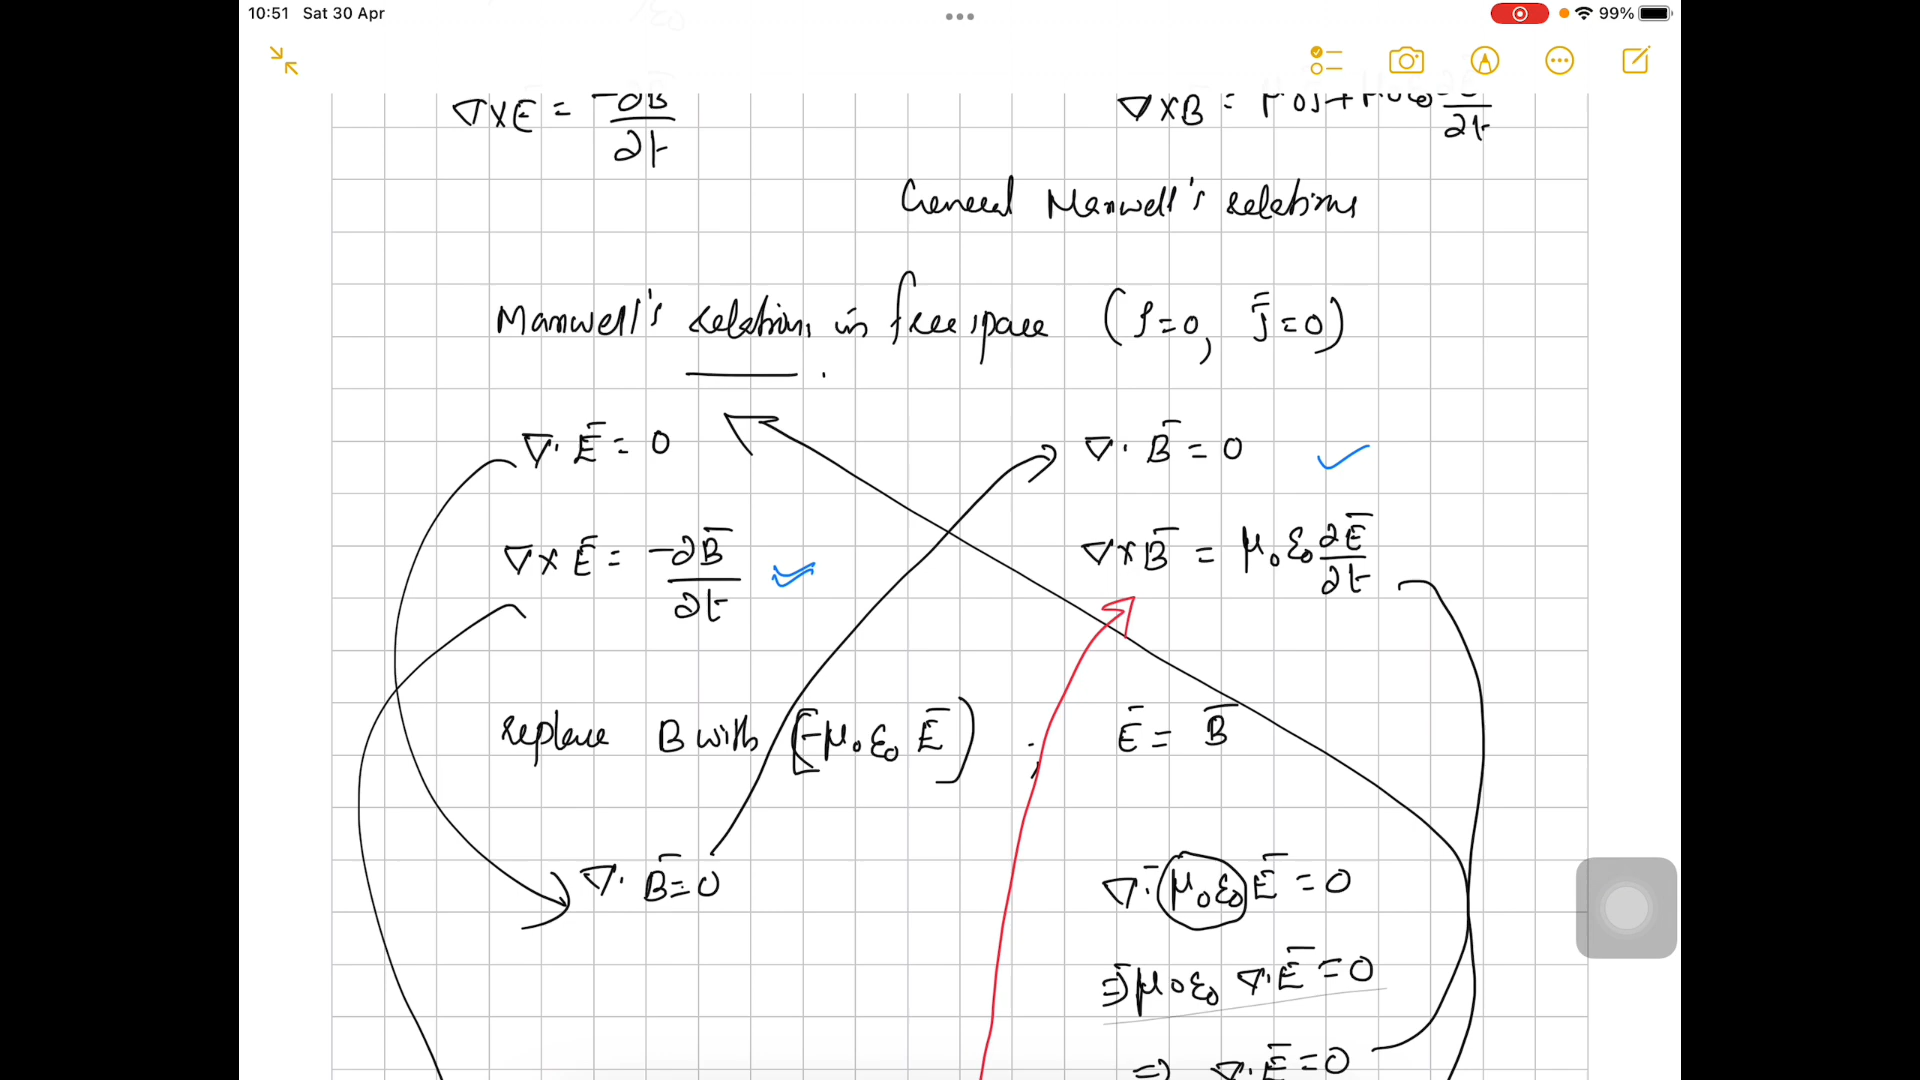 10:51 Sat 30 Apr
99%
∇×E = -∂B/∂t
∇×B = μ0J+μ0ε0 ∂/∂t
General Maxwell's relations
Maxwell's relations in free space (ρ=0, J̄=0)
∇·Ē = 0
∇·B̄ = 0
∇×Ē = -∂B̄/∂t
∇×B̄ = μ₀ε₀ ∂Ē/∂t
replace B with [-μ₀ε₀ Ē) ; Ē = B̄
∇·B̄=0
∇·μ₀ε₀Ē=0
⇒ -μ₀ε₀ ∇·Ē=0
⇒ ∇·Ē=0